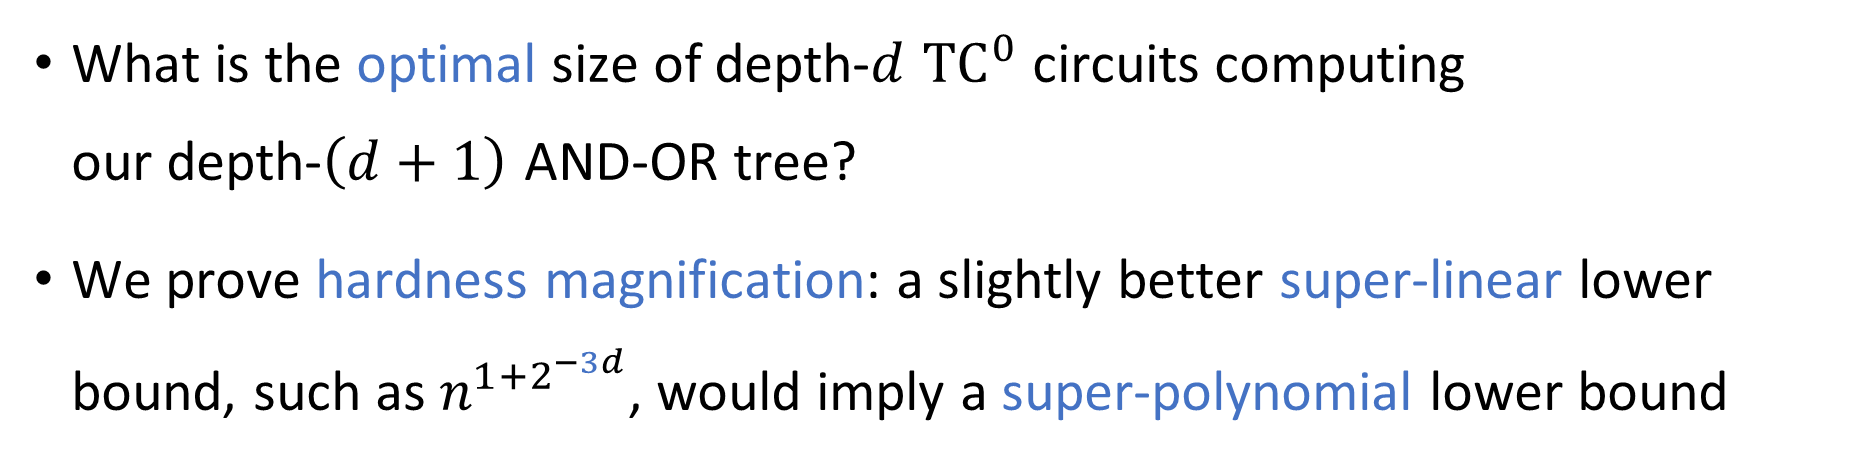 • What is the optimal size of depth-𝑑 TC⁰ circuits computing
our depth-(𝑑 + 1) AND-OR tree?
• We prove hardness magnification: a slightly better super-linear lower
bound, such as 𝑛^{1+2^{−3𝑑}}, would imply a super-polynomial lower bound